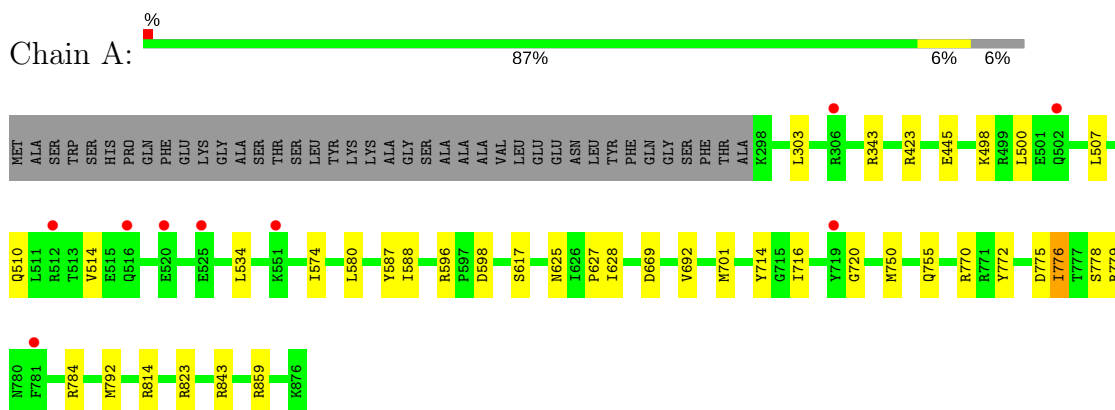 %
Chain A:
87% 6% 6%
MET ALA SER TRP SER HIS PRO GLN PHE GLU LYS GLY ALA SER THR SER LEU TYR LYS LYS ALA GLY SER ALA ALA ALA VAL LEU GLU GLU ASN LEU TYR PHE GLN GLY SER PHE THR ALA K298 L303 R306 R343 R423 E445 K498 R499 L500 E501 Q502 L507
Q510 L511 R512 T513 V514 E515 Q516 E520 E525 L534 K551 I574 L580 Y587 I588 R596 P597 D598 S617 N625 I626 P627 I628 D669 V692 M701 Y714 G715 I716 Y719 G720 M750 Q755 R770 R771 Y772 D775 I776 T777 S778
N780 F781 R784 M792 R814 R823 R843 R859 K876